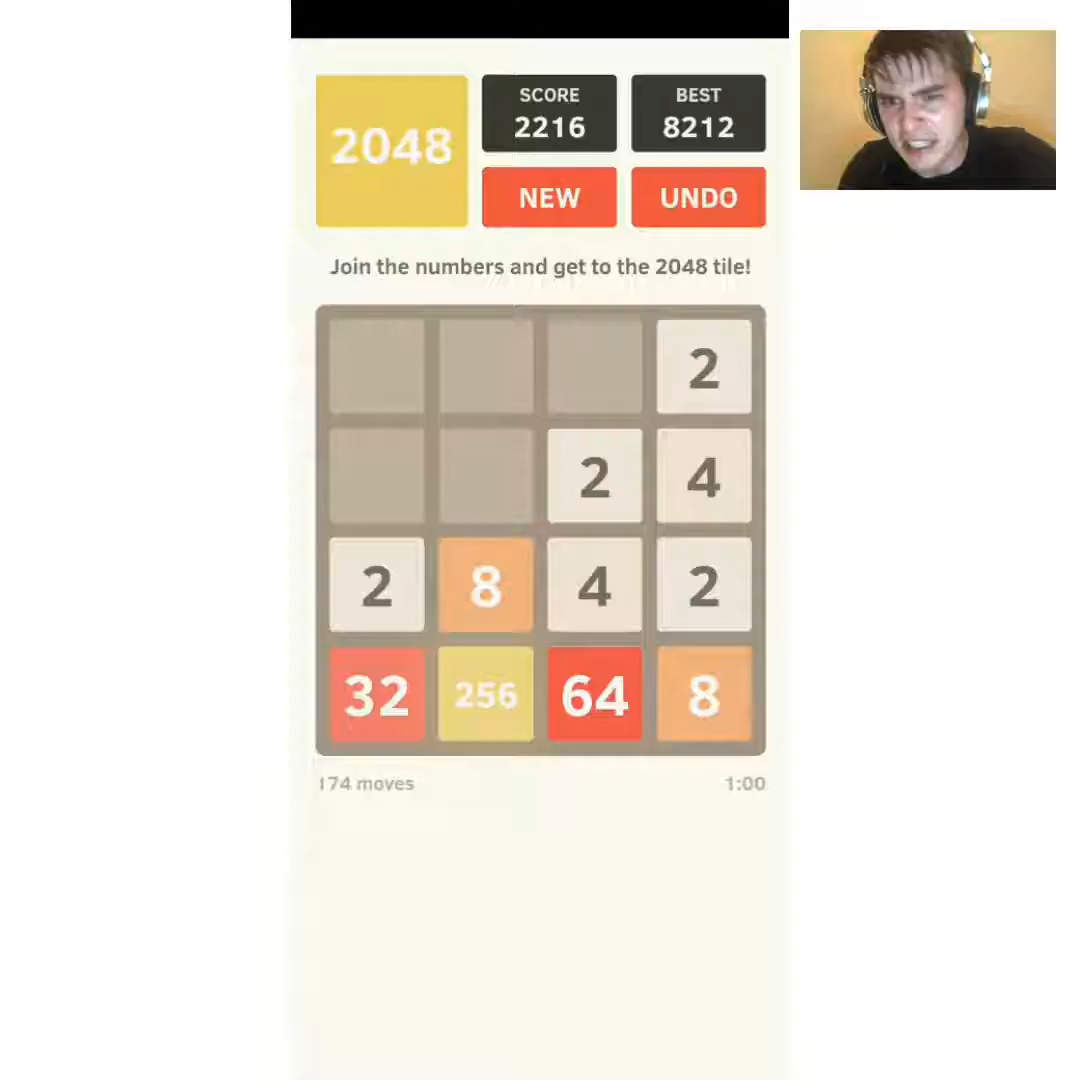 2048
SCORE
2216
BEST
8212
NEW
UNDO
Join the numbers and get to the 2048 tile!
2
2 4
2 8 4 2
32 256 64 8
174 moves
1:00